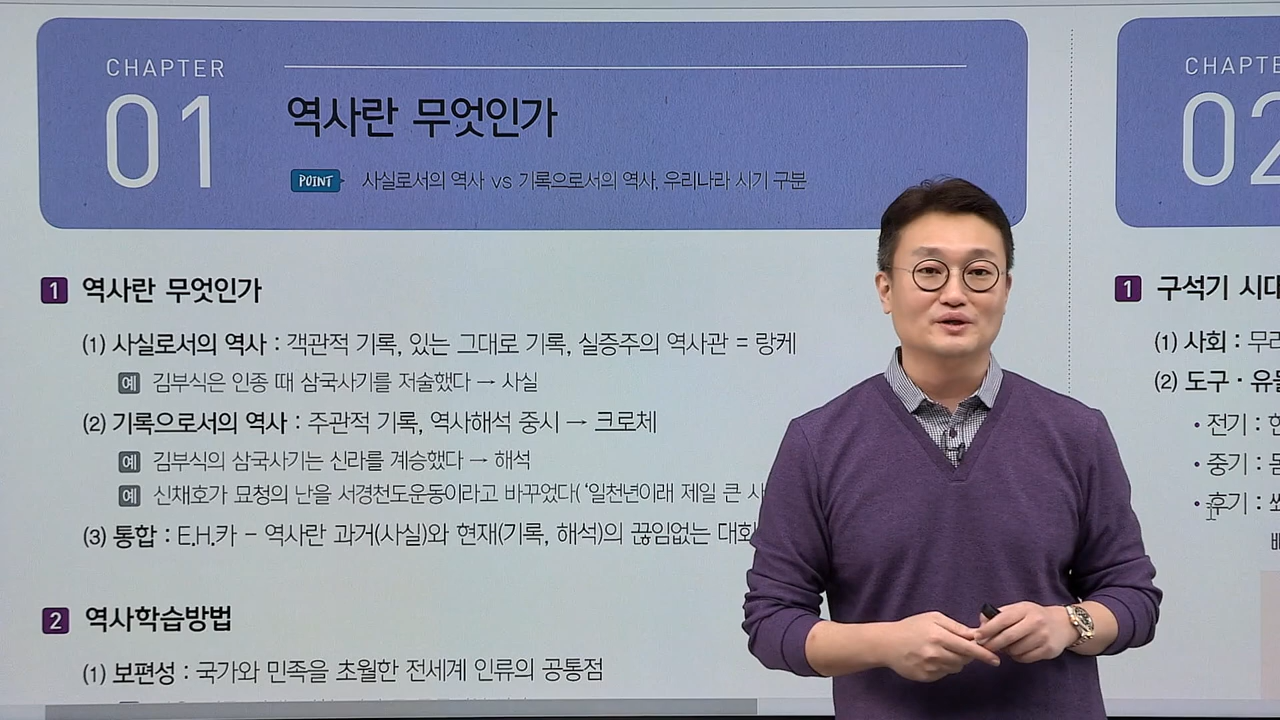 CHAPTER
01
역사란 무엇인가
POINT 사실로서의 역사 vs 기록으로서의 역사, 우리나라 시기 구분
1 역사란 무엇인가
(1) 사실로서의 역사 : 객관적 기록, 있는 그대로 기록, 실증주의 역사관 = 랑케
예 김부식은 인종 때 삼국사기를 저술했다 → 사실
(2) 기록으로서의 역사 : 주관적 기록, 역사해석 중시 → 크로체
예 김부식의 삼국사기는 신라를 계승했다 → 해석
예 신채호가 묘청의 난을 서경천도운동이라고 바꾸었다( ‘일천년이래 제일 큰
(3) 통합 : E.H.카 – 역사란 과거(사실)와 현재(기록, 해석)의 끊임없는
2 역사학습방법
(1) 보편성 : 국가와 민족을 초월한 전세계 인류의 공통점
02
1 구석기
(1) 사회 :
(2) 도구 ·
• 전기 :
• 중기 :
• 후기 :